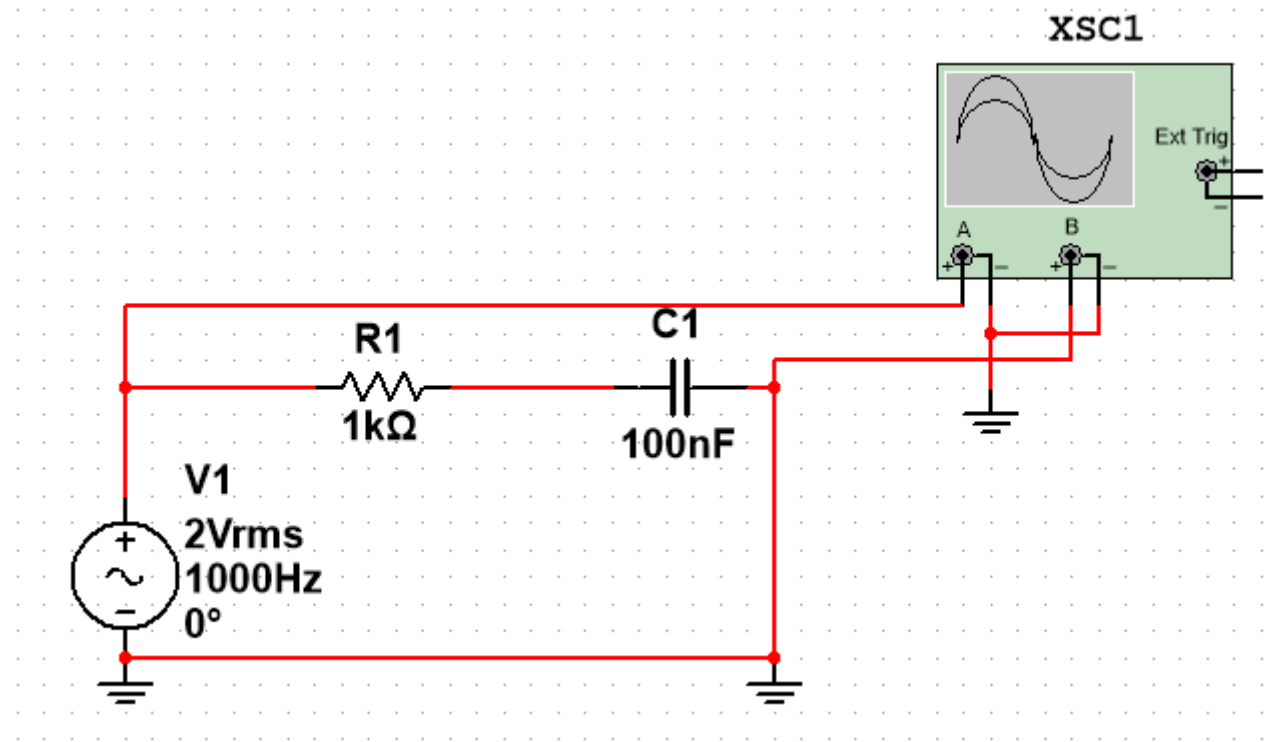 XSC1
Ext Trig
+
−
A
B
+ −
+ −
R1
1kΩ
C1
100nF
V1
2Vrms
1000Hz
0°
+
−